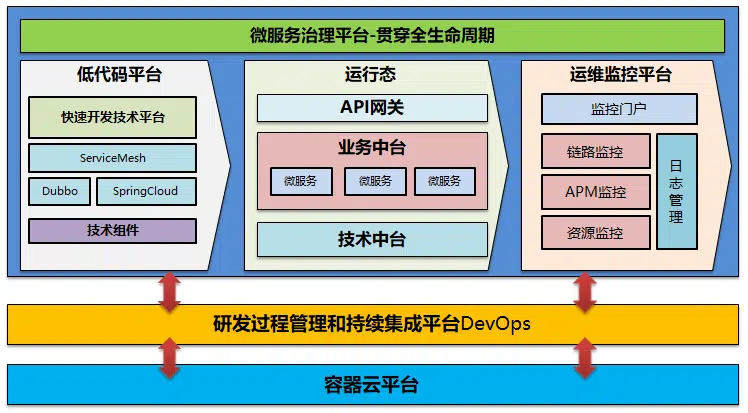 微服务治理平台-贯穿全生命周期
低代码平台
快速开发技术平台
ServiceMesh
Dubbo
SpringCloud
技术组件
运行态
API网关
业务中台
微服务
微服务
微服务
技术中台
运维监控平台
监控门户
链路监控
APM监控
资源监控
日志管理
研发过程管理和持续集成平台DevOps
容器云平台